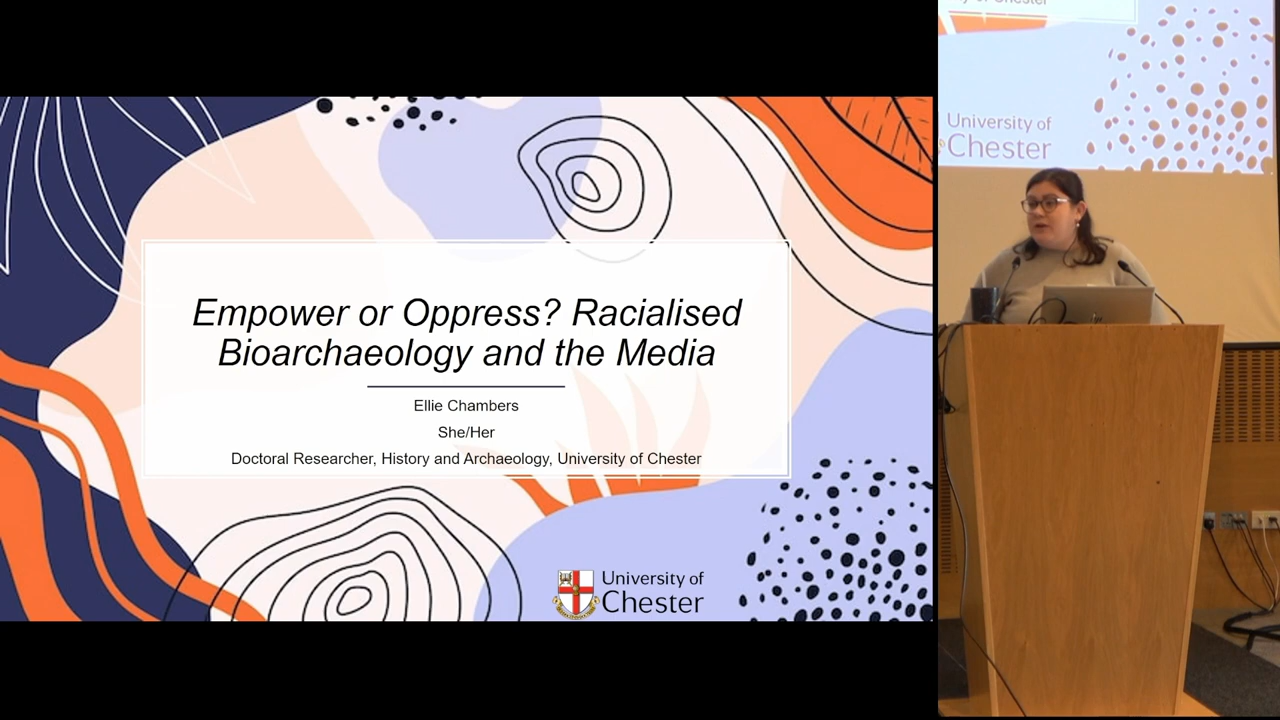 Empower or Oppress? Racialised
Bioarchaeology and the Media
Ellie Chambers
She/Her
Doctoral Researcher, History and Archaeology, University of Chester
University of
Chester
University of
Chester